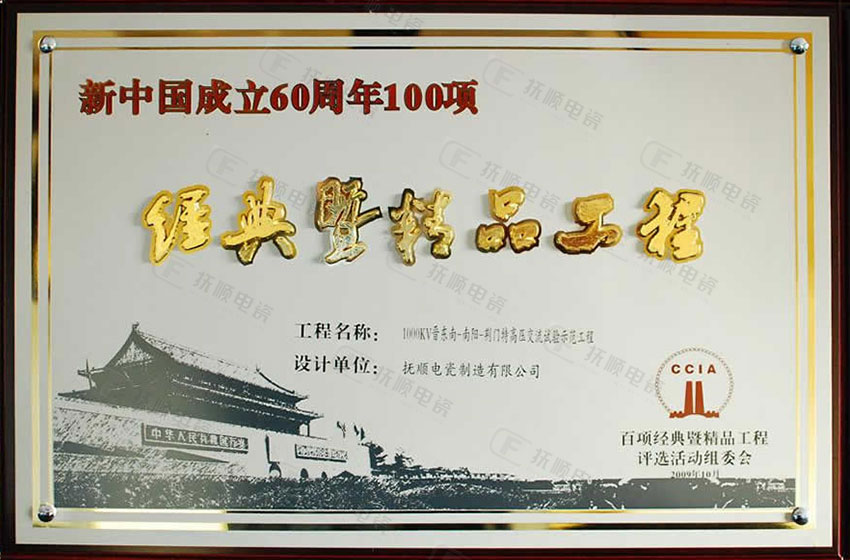 新中国成立60周年100项
经典暨精品工程
工程名称: 1000KV晋东南-南阳-荆门特高压交流试验示范工程
设计单位: 抚顺电瓷制造有限公司
CCIA
百项经典暨精品工程
评选活动组委会
2009年10月
中华人民共和国万岁
抚顺电瓷